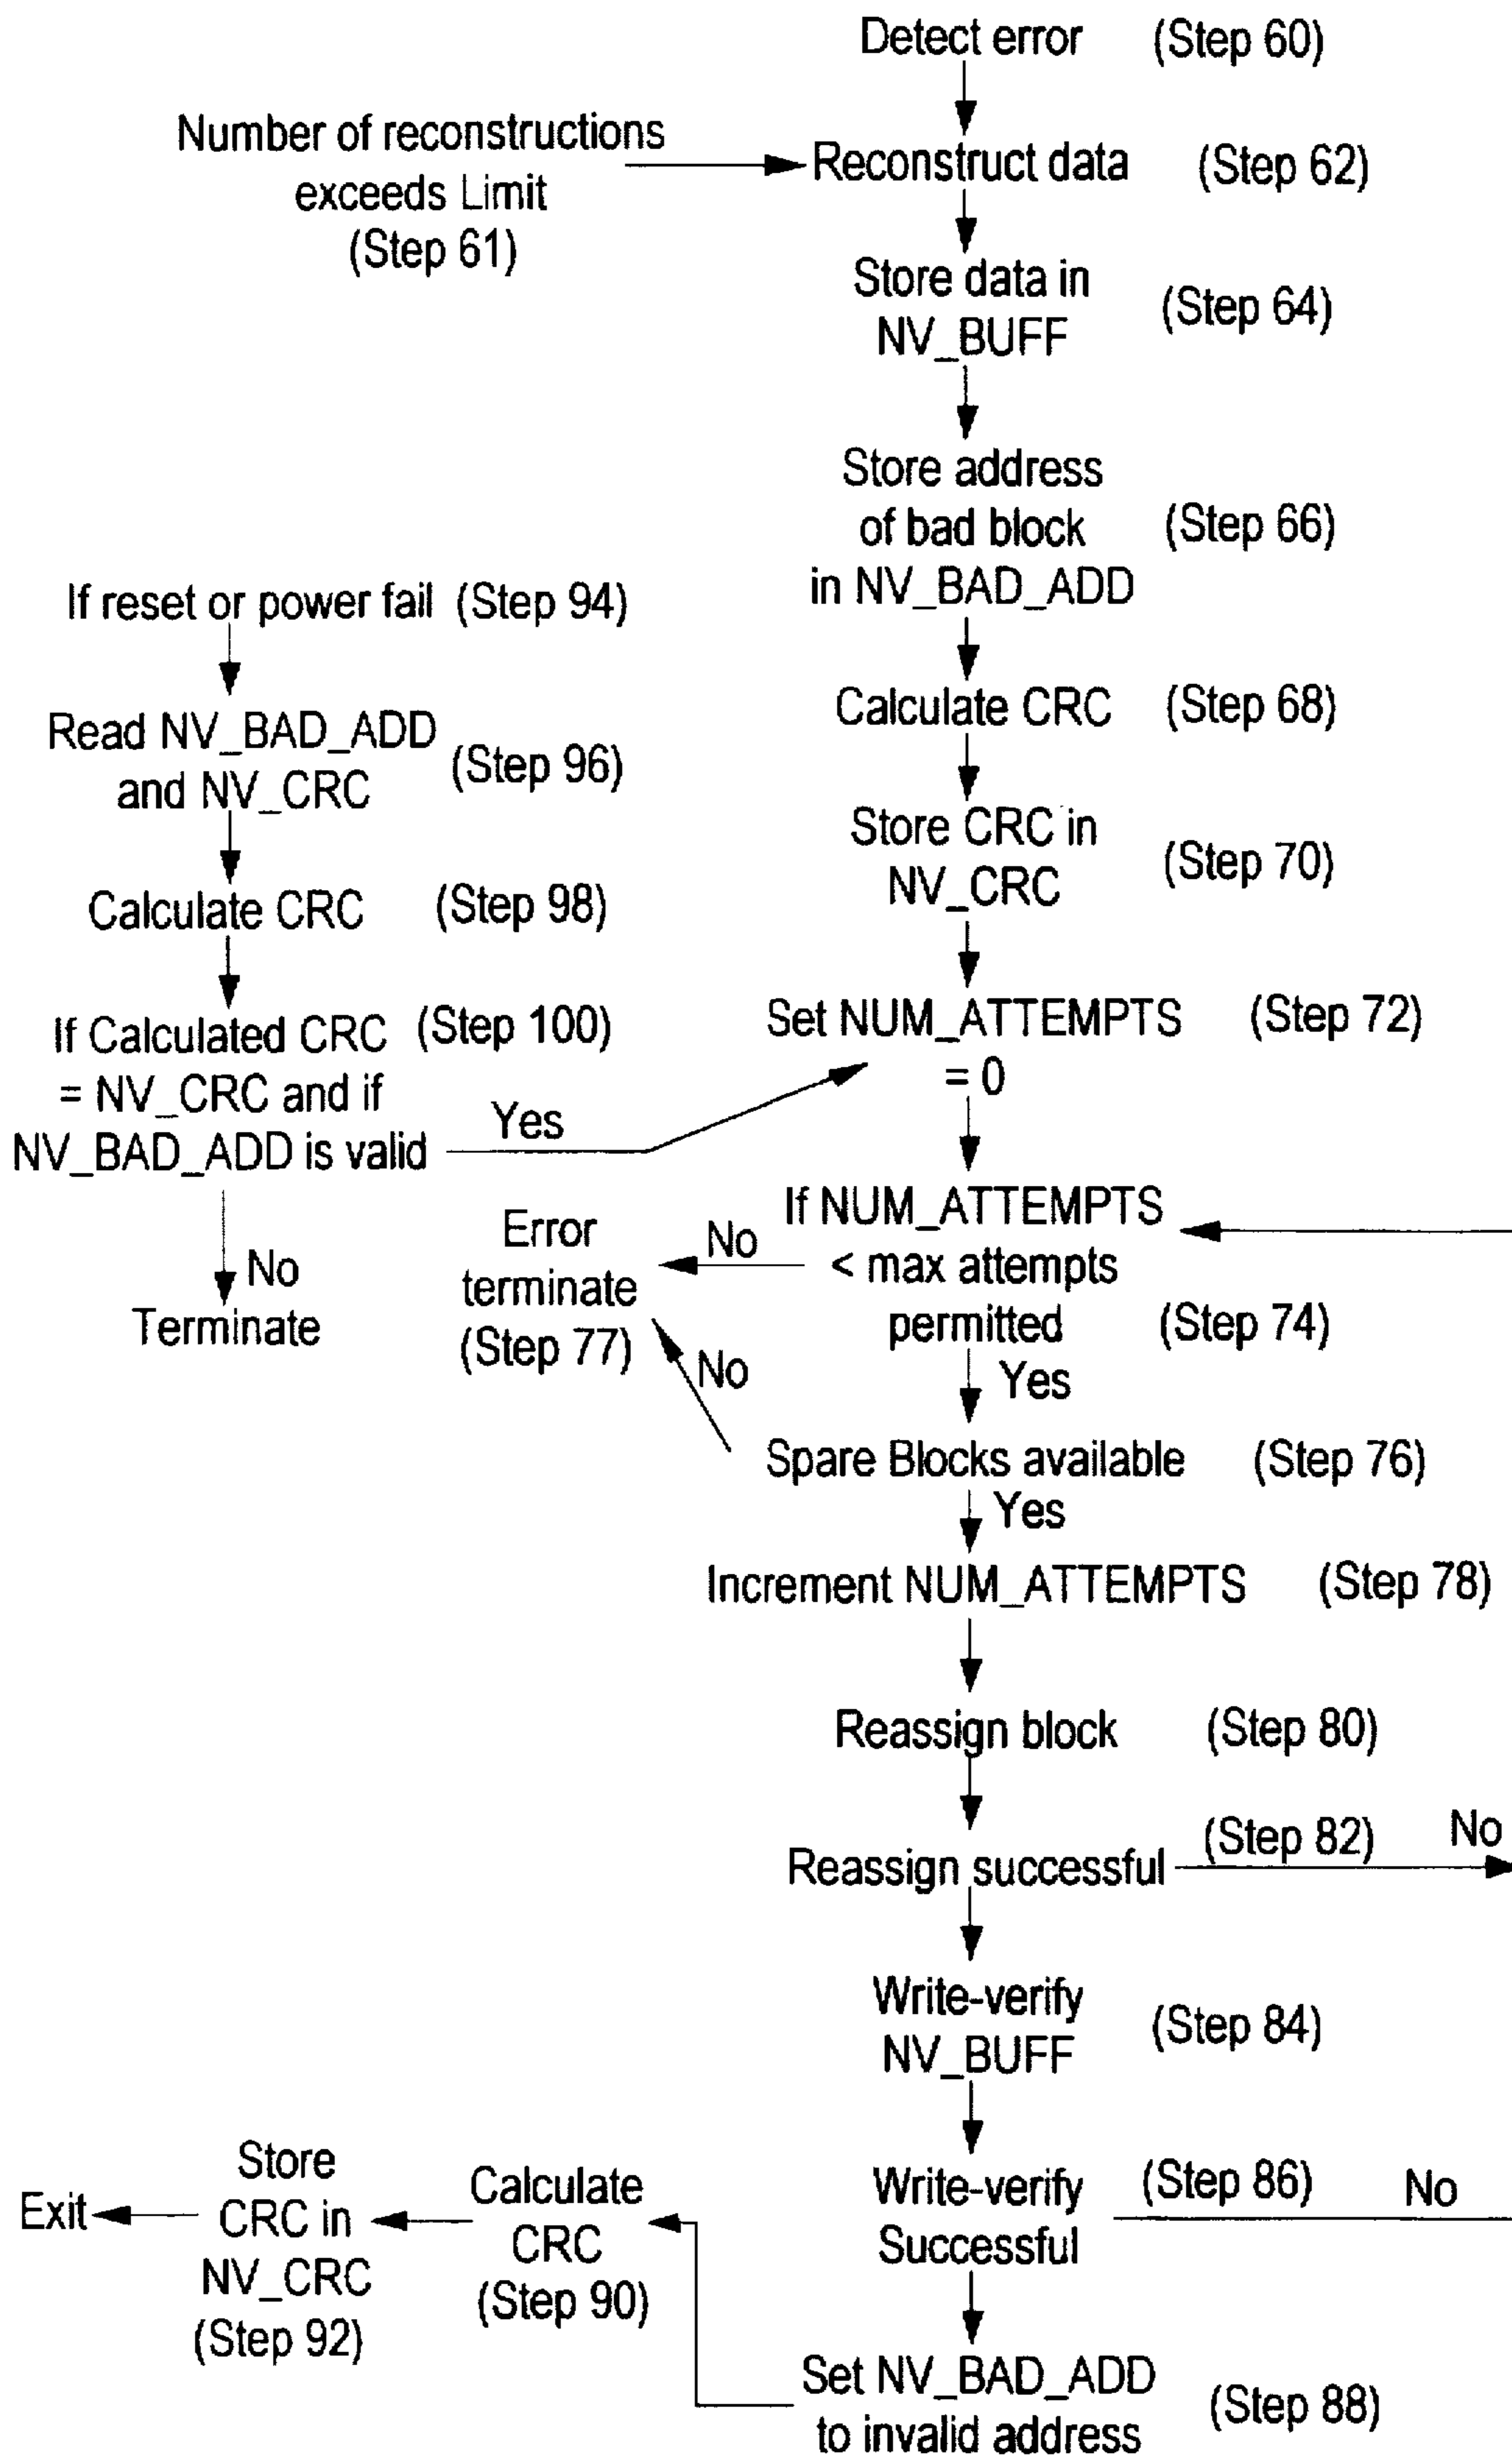 Detect error (Step 60)
Number of reconstructions
exceeds Limit
(Step 61)
Reconstruct data (Step 62)
Store data in
NV_BUFF
(Step 64)
Store address
of bad block
in NV_BAD_ADD
(Step 66)
If reset or power fail (Step 94)
Calculate CRC (Step 68)
Read NV_BAD_ADD
and NV_CRC
(Step 96)
Store CRC in
NV_CRC
(Step 70)
Calculate CRC (Step 98)
If Calculated CRC (Step 100)
= NV_CRC and if
NV_BAD_ADD is valid
Yes
No
Terminate
Set NUM_ATTEMPTS (Step 72)
= 0
If NUM_ATTEMPTS
< max attempts
permitted (Step 74)
No
Error
terminate
(Step 77)
No
Yes
Spare Blocks available (Step 76)
Yes
Increment NUM_ATTEMPTS (Step 78)
Reassign block (Step 80)
Reassign successful (Step 82) No
Write-verify
NV_BUFF
(Step 84)
Write-verify
Successful
(Step 86) No
Set NV_BAD_ADD
to invalid address
(Step 88)
Calculate
CRC
(Step 90)
Store
CRC in
NV_CRC
(Step 92)
Exit